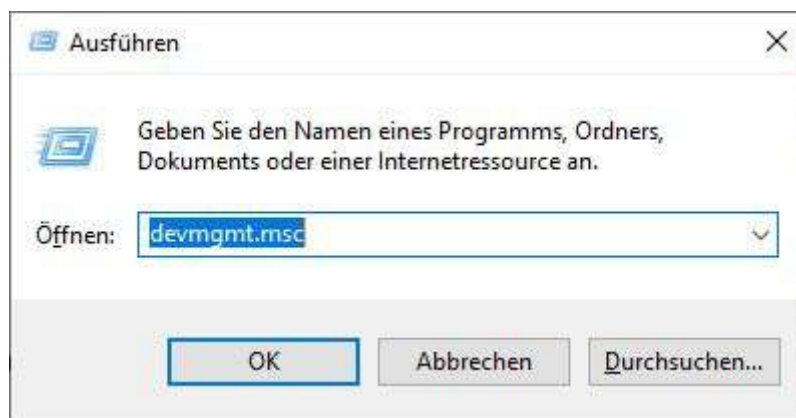 Ausführen
Geben Sie den Namen eines Programms, Ordners,
Dokuments oder einer Internetressource an.
Öffnen: devmgmt.msc
OK Abbrechen Durchsuchen...